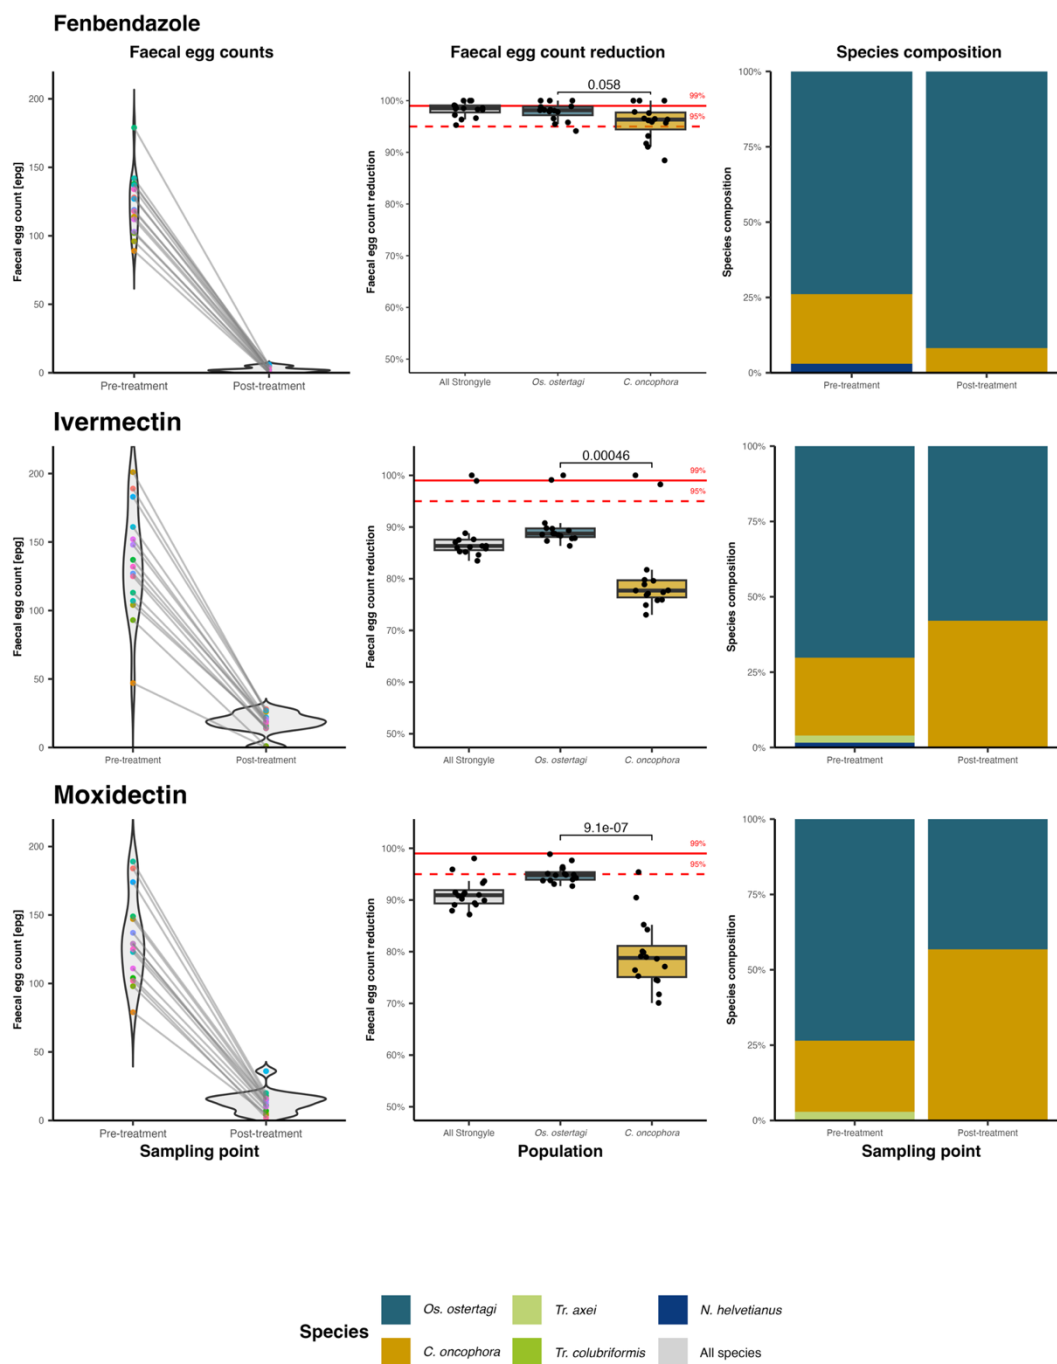 Fenbendazole
Faecal egg counts
Faecal egg count reduction
Species composition
Faecal egg count [epg]
200
150
100
50
0
Pre-treatment
Post-treatment
Faecal egg count reduction
100%
90%
80%
70%
60%
50%
0.058
99%
95%
All Strongyle
Os. ostertagi
C. oncophora
Species composition
100%
75%
50%
25%
0%
Pre-treatment
Post-treatment
Ivermectin
Faecal egg count [epg]
200
150
100
50
0
Pre-treatment
Post-treatment
Faecal egg count reduction
100%
90%
80%
70%
60%
50%
0.00046
99%
95%
All Strongyle
Os. ostertagi
C. oncophora
Species composition
100%
75%
50%
25%
0%
Pre-treatment
Post-treatment
Moxidectin
Faecal egg count [epg]
200
150
100
50
0
Pre-treatment
Post-treatment
Sampling point
Faecal egg count reduction
100%
90%
80%
70%
60%
50%
9.1e-07
99%
95%
All Strongyle
Os. ostertagi
C. oncophora
Population
Species composition
100%
75%
50%
25%
0%
Pre-treatment
Post-treatment
Sampling point
Species
Os. ostertagi
Tr. axei
N. helvetianus
C. oncophora
Tr. colubriformis
All species